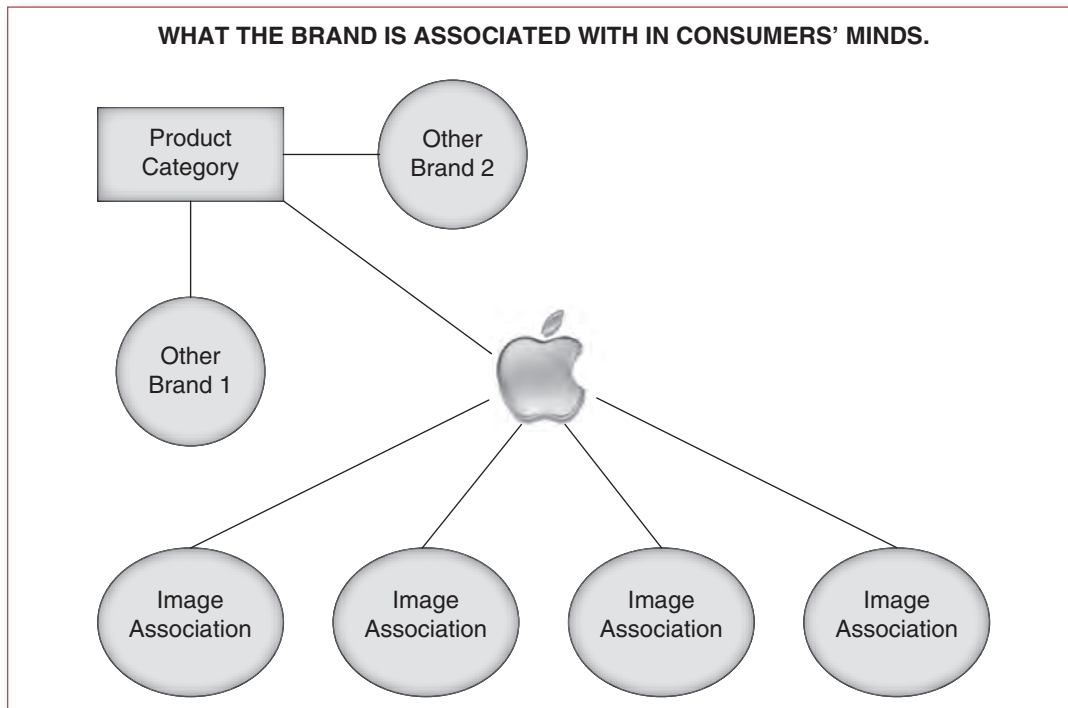 WHAT THE BRAND IS ASSOCIATED WITH IN CONSUMERS’ MINDS.
Product
Category
Other
Brand 2
Other
Brand 1
Image
Association
Image
Association
Image
Association
Image
Association